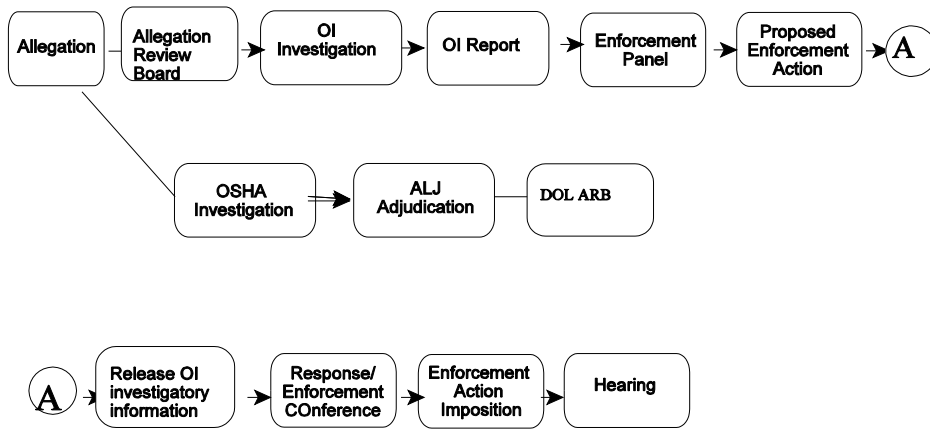 Allegation
Allegation
Review
Board
OI
Investigation
OI Report
Enforcement
Panel
Proposed
Enforcement
Action
A
OSHA
Investigation
ALJ
Adjudication
DOL ARB
A
Release OI
investigatory
information
Response/
Enforcement
COnference
Enforcement
Action
Imposition
Hearing